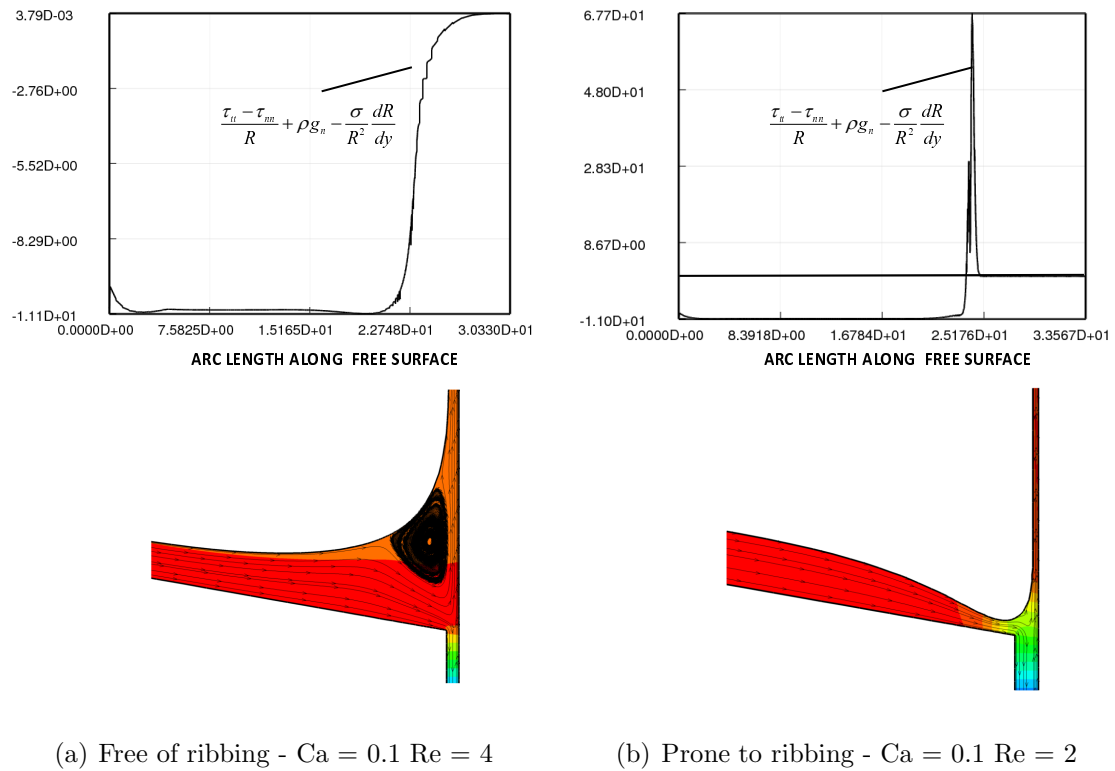 3.79D-03
-2.76D+00
-5.52D+00
-8.29D+00
-1.11D+01
0.0000D+00 7.5825D+00 1.5165D+01 2.2748D+01 3.0330D+01
τtt − τnn / R + ρgn − σ/R² dR/dy
ARC LENGTH ALONG FREE SURFACE
6.77D+01
4.80D+01
2.83D+01
8.67D+00
-1.10D+01
0.0000D+00 8.3918D+00 1.6784D+01 2.5176D+01 3.3567D+01
τtt − τnn / R + ρgn − σ/R² dR/dy
ARC LENGTH ALONG FREE SURFACE
(a) Free of ribbing - Ca = 0.1 Re = 4
(b) Prone to ribbing - Ca = 0.1 Re = 2